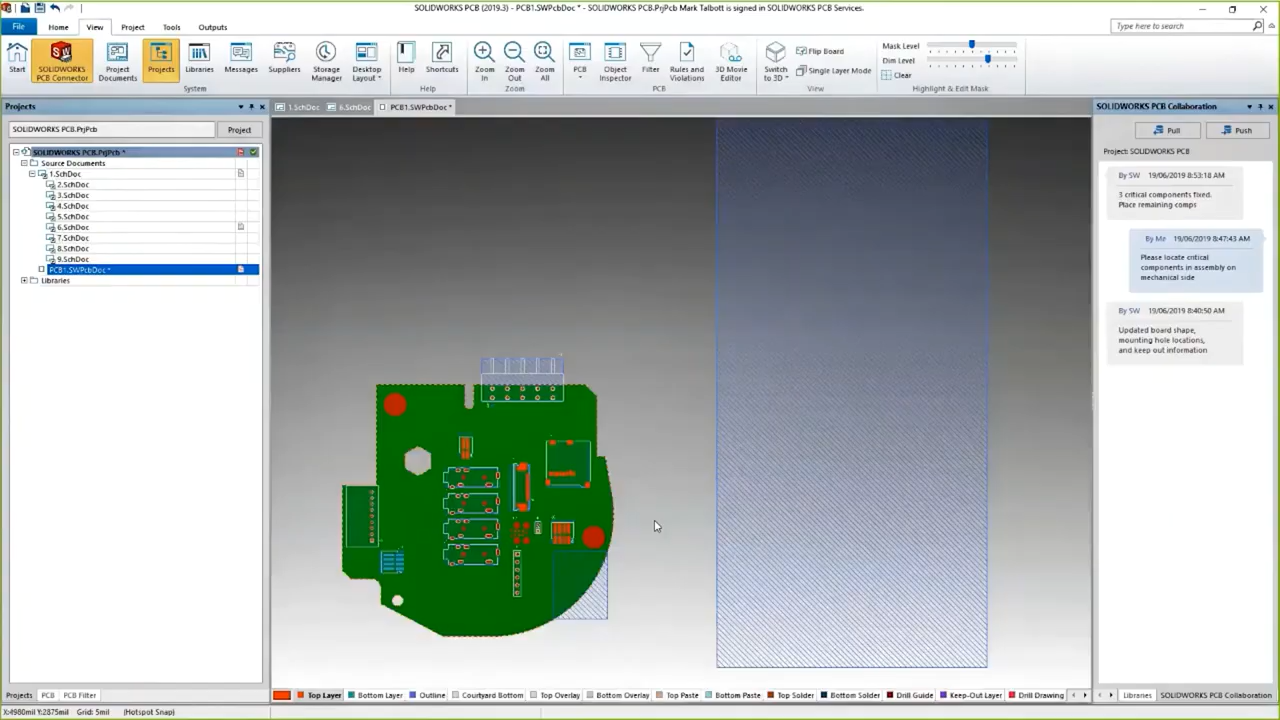 SOLIDWORKS PCB (2019.3) - PCB1.SWPcbDoc * - SOLIDWORKS PCB.PrjPcb Mark Talbott is signed in SOLIDWORKS PCB Services.
File Home View Project Tools Outputs
Type here to search
Start
SOLIDWORKS PCB Connector
Project Documents
Projects
Libraries
Messages
Suppliers
Storage Manager
Desktop Layout
System
Help
Shortcuts
Help
Zoom In
Zoom Out
Zoom All
Zoom
PCB
Object Inspector
Filter
Rules and Violations
3D Movie Editor
PCB
Switch to 3D
Flip Board
Single Layer Mode
View
Mask Level
Dim Level
Clear
Highlight & Edit Mask
Projects
SOLIDWORKS PCB.PrjPcb
Project
SOLIDWORKS PCB.PrjPcb *
Source Documents
1.SchDoc
2.SchDoc
3.SchDoc
4.SchDoc
5.SchDoc
6.SchDoc
7.SchDoc
8.SchDoc
9.SchDoc
PCB1.SWPcbDoc *
Libraries
1.SchDoc 6.SchDoc PCB1.SWPcbDoc *
SOLIDWORKS PCB Collaboration
Pull Push
Project: SOLIDWORKS PCB
By SW 19/06/2019 8:53:18 AM
3 critical components fixed.
Place remaining comps
By Me 19/06/2019 8:47:43 AM
Please locate critical
components in assembly on
mechanical side
By SW 19/06/2019 8:40:50 AM
Updated board shape,
mounting hole locations,
and keep out information
Projects PCB PCB Filter
Top Layer Bottom Layer Outline Courtyard Bottom Top Overlay Bottom Overlay Top Paste Bottom Paste Top Solder Bottom Solder Drill Guide Keep-Out Layer Drill Drawing
Libraries SOLIDWORKS PCB Collaboration
X:4980mil Y:2875mil Grid: 5mil (Hotspot Snap)